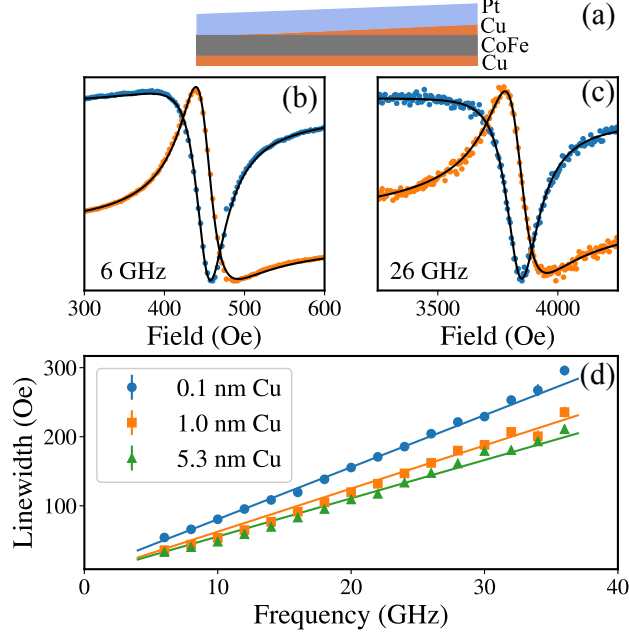 Pt
(a)
Cu
CoFe
Cu
(b)
(c)
6 GHz
26 GHz
300 400 500 600
3500 4000
Field (Oe)
Field (Oe)
(d)
300
200
100
Linewidth (Oe)
0.1 nm Cu
1.0 nm Cu
5.3 nm Cu
0 10 20 30 40
Frequency (GHz)